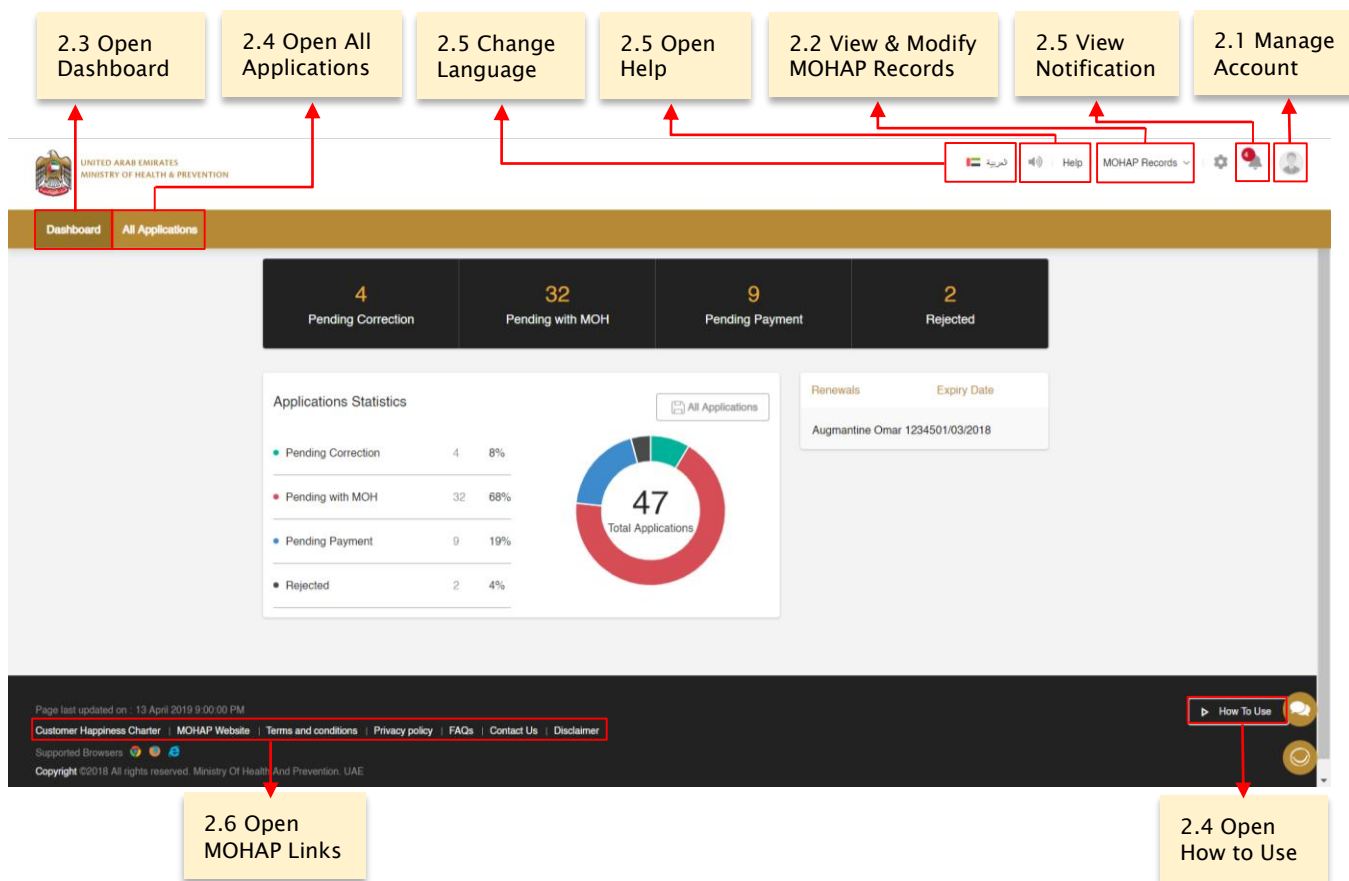 2.3 Open
Dashboard
2.4 Open All
Applications
2.5 Change
Language
2.5 Open
Help
2.2 View & Modify
MOHAP Records
2.5 View
Notification
2.1 Manage
Account
UNITED ARAB EMIRATES
MINISTRY OF HEALTH & PREVENTION
العربية
Help
MOHAP Records
4
Dashboard
All Applications
4
Pending Correction
32
Pending with MOH
9
Pending Payment
2
Rejected
Applications Statistics
All Applications
Pending Correction 4 8%
Pending with MOH 32 68%
Pending Payment 9 19%
Rejected 2 4%
47
Total Applications
Renewals Expiry Date
Augmantine Omar 1234501/03/2018
Page last updated on : 13 April 2019 9:00:00 PM
Customer Happiness Charter | MOHAP Website | Terms and conditions | Privacy policy | FAQs | Contact Us | Disclaimer
Supported Browsers
Copyright ©2018 All rights reserved. Ministry Of Health And Prevention. UAE
How To Use
2.6 Open
MOHAP Links
2.4 Open
How to Use